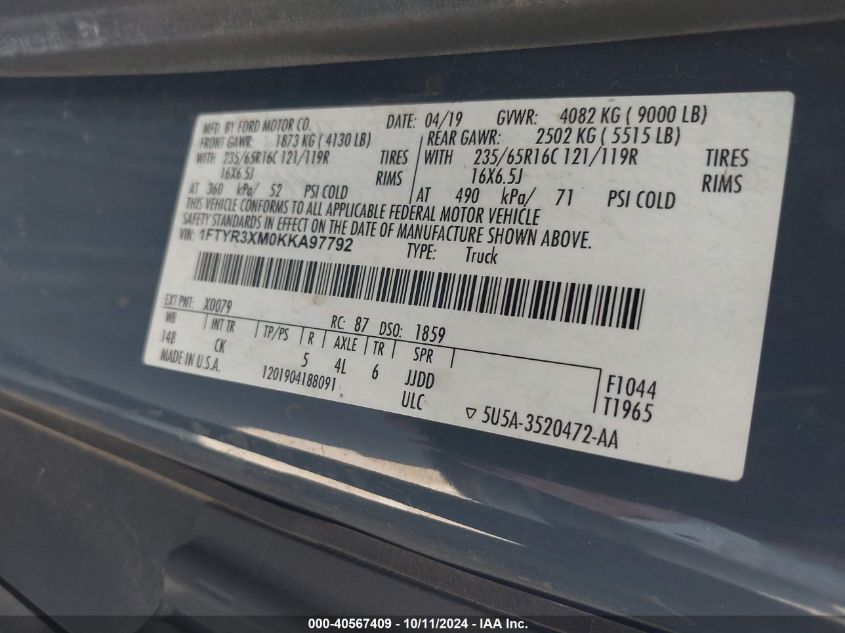 MFD. BY FORD MOTOR CO. DATE: 04/19 GVWR: 4082 KG ( 9000 LB)
FRONT GAWR: 1873 KG ( 4130 LB) REAR GAWR: 2502 KG ( 5515 LB)
WITH 235/65R16C 121/119R TIRES WITH 235/65R16C 121/119R TIRES
16X6.5J RIMS 16X6.5J RIMS
AT 360 kPa/ 52 PSI COLD AT 490 kPa/ 71 PSI COLD
THIS VEHICLE CONFORMS TO ALL APPLICABLE FEDERAL MOTOR VEHICLE
SAFETY STANDARDS IN EFFECT ON THE DATE OF MANUFACTURE SHOWN ABOVE.
VIN: 1FTYR3XM0KKA97792 TYPE: Truck
EXT PNT: X0079 RC: 87 DSO: 1859
WB INT TR TP/PS R AXLE TR SPR
148 CK 5 4L 6 JJDD F1044
MADE IN U.S.A. 1201904188091 ULC T1965
▽ 5U5A-3520472-AA
000-40567409 - 10/11/2024 - IAA, Inc.